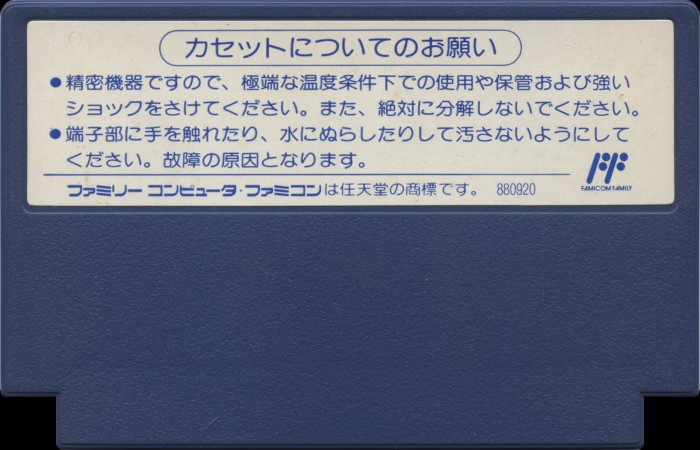 カセットについてのお願い
●精密機器ですので、極端な温度条件下での使用や保管および強い
ショックをさけてください。また、絶対に分解しないでください。
●端子部に手を触れたり、水にぬらしたりして汚さないようにして
ください。故障の原因となります。
ファミリー コンピュータ・ファミコンは任天堂の商標です。 880920
FF
FAMICOM FAMILY